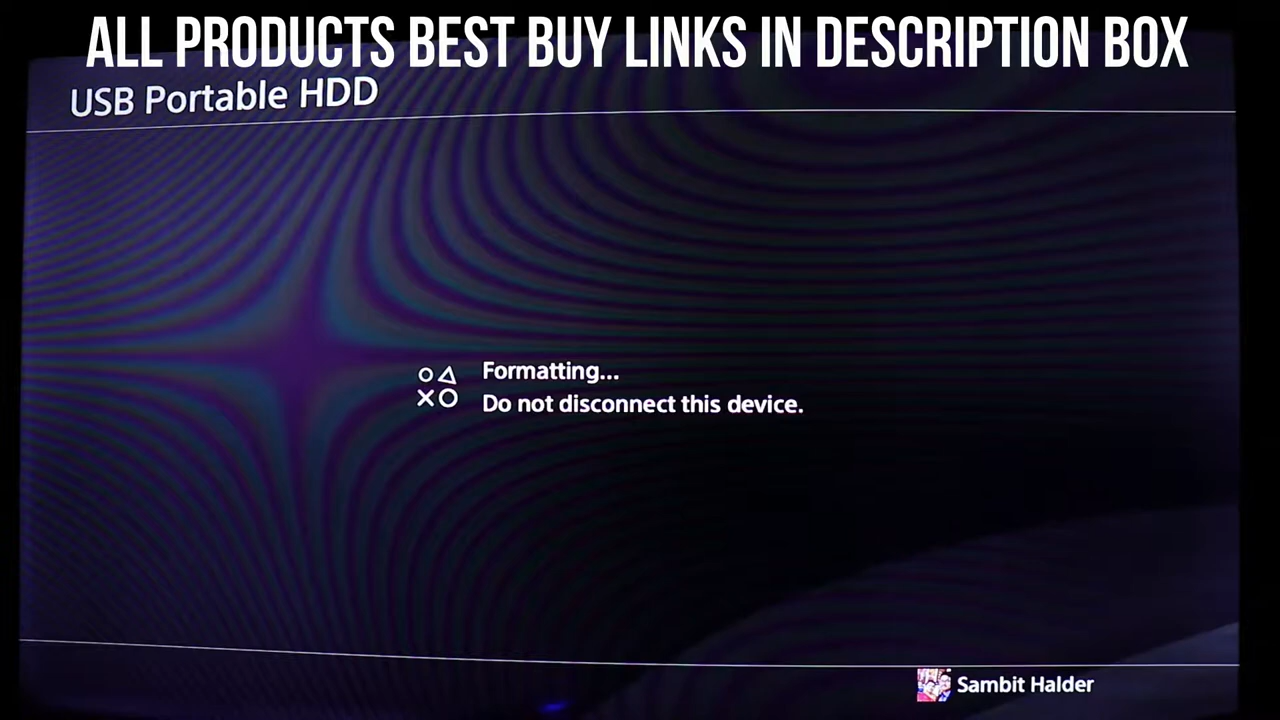 ALL PRODUCTS BEST BUY LINKS IN DESCRIPTION BOX
USB Portable HDD
Formatting...
Do not disconnect this device.
Sambit Halder